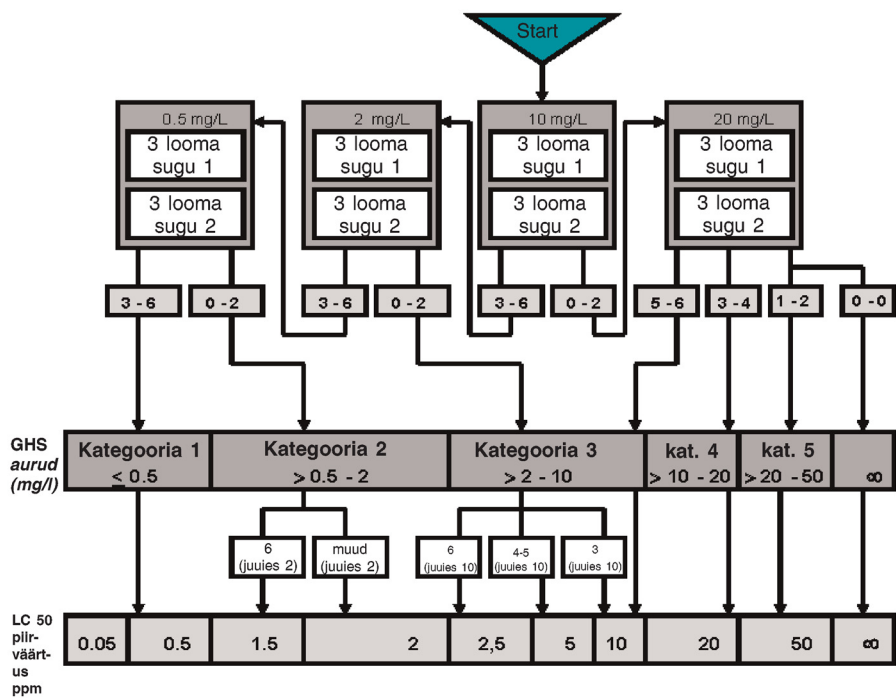 Start
0.5 mg/L
3 looma
sugu 1
3 looma
sugu 2
2 mg/L
3 looma
sugu 1
3 looma
sugu 2
10 mg/L
3 looma
sugu 1
3 looma
sugu 2
20 mg/L
3 looma
sugu 1
3 looma
sugu 2
3 - 6
0 - 2
3 - 6
0 - 2
3 - 6
0 - 2
5 - 6
3 - 4
1 - 2
0 - 0
GHS
aurud
(mg/l)
Kategooria 1
≤ 0.5
Kategooria 2
> 0.5 - 2
Kategooria 3
> 2 - 10
kat. 4
> 10 - 20
kat. 5
> 20 - 50
∞
6
(juuies 2)
muud
(juuies 2)
6
(juuies 10)
4-5
(juuies 10)
3
(juuies 10)
LC 50
piir-
väärt-
us
ppm
0.05
0.5
1.5
2
2,5
5
10
20
50
∞